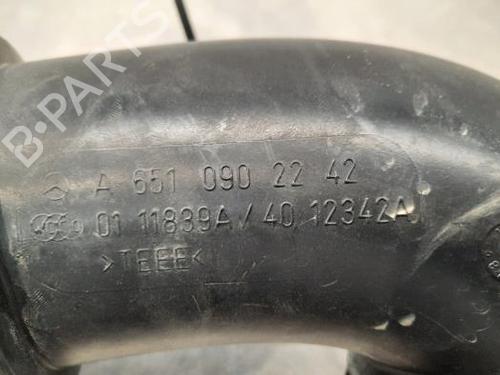 B-PARTS
A 651 090 22 42
01 11839A/40 12342A
>TEEE<